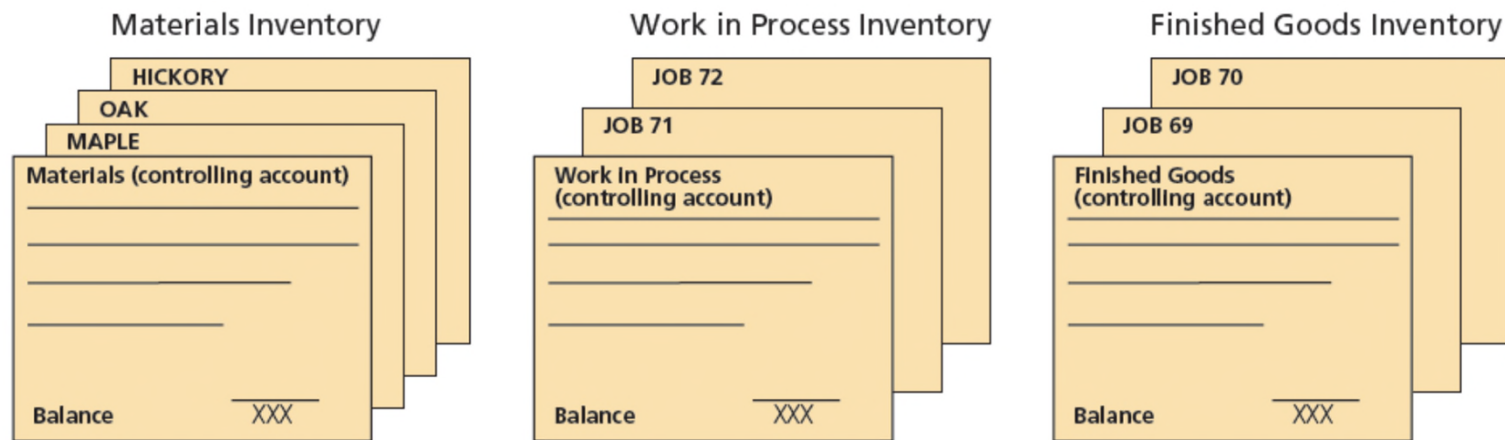 Materials Inventory
HICKORY
OAK
MAPLE
Materials (controlling account)
Balance XXX
Work in Process Inventory
JOB 72
JOB 71
Work in Process
(controlling account)
Balance XXX
Finished Goods Inventory
JOB 70
JOB 69
Finished Goods
(controlling account)
Balance XXX